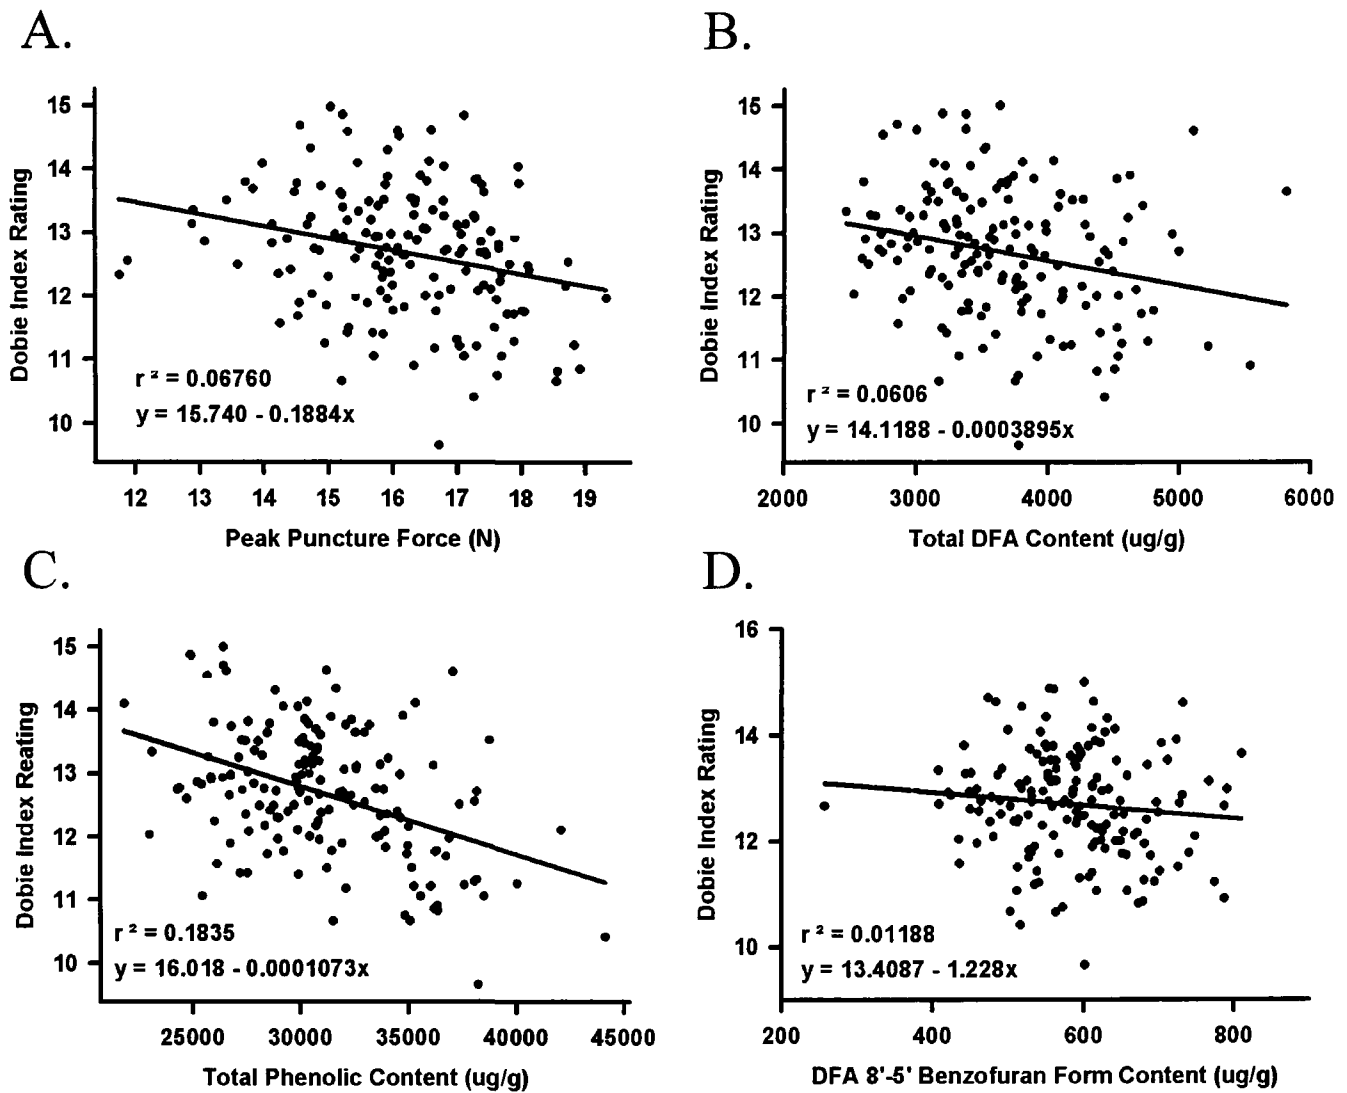 A.
Dobie Index Rating
15
14
13
12
11
10
r² = 0.06760
y = 15.740 - 0.1884x
12 13 14 15 16 17 18 19
Peak Puncture Force (N)
B.
Dobie Index Rating
15
14
13
12
11
10
r² = 0.0606
y = 14.1188 - 0.0003895x
2000 3000 4000 5000 6000
Total DFA Content (ug/g)
C.
Dobie Index Reating
15
14
13
12
11
10
r² = 0.1835
y = 16.018 - 0.0001073x
25000 30000 35000 40000 45000
Total Phenolic Content (ug/g)
D.
Dobie Index Rating
16
14
12
10
r² = 0.01188
y = 13.4087 - 1.228x
200 400 600 800
DFA 8'-5' Benzofuran Form Content (ug/g)